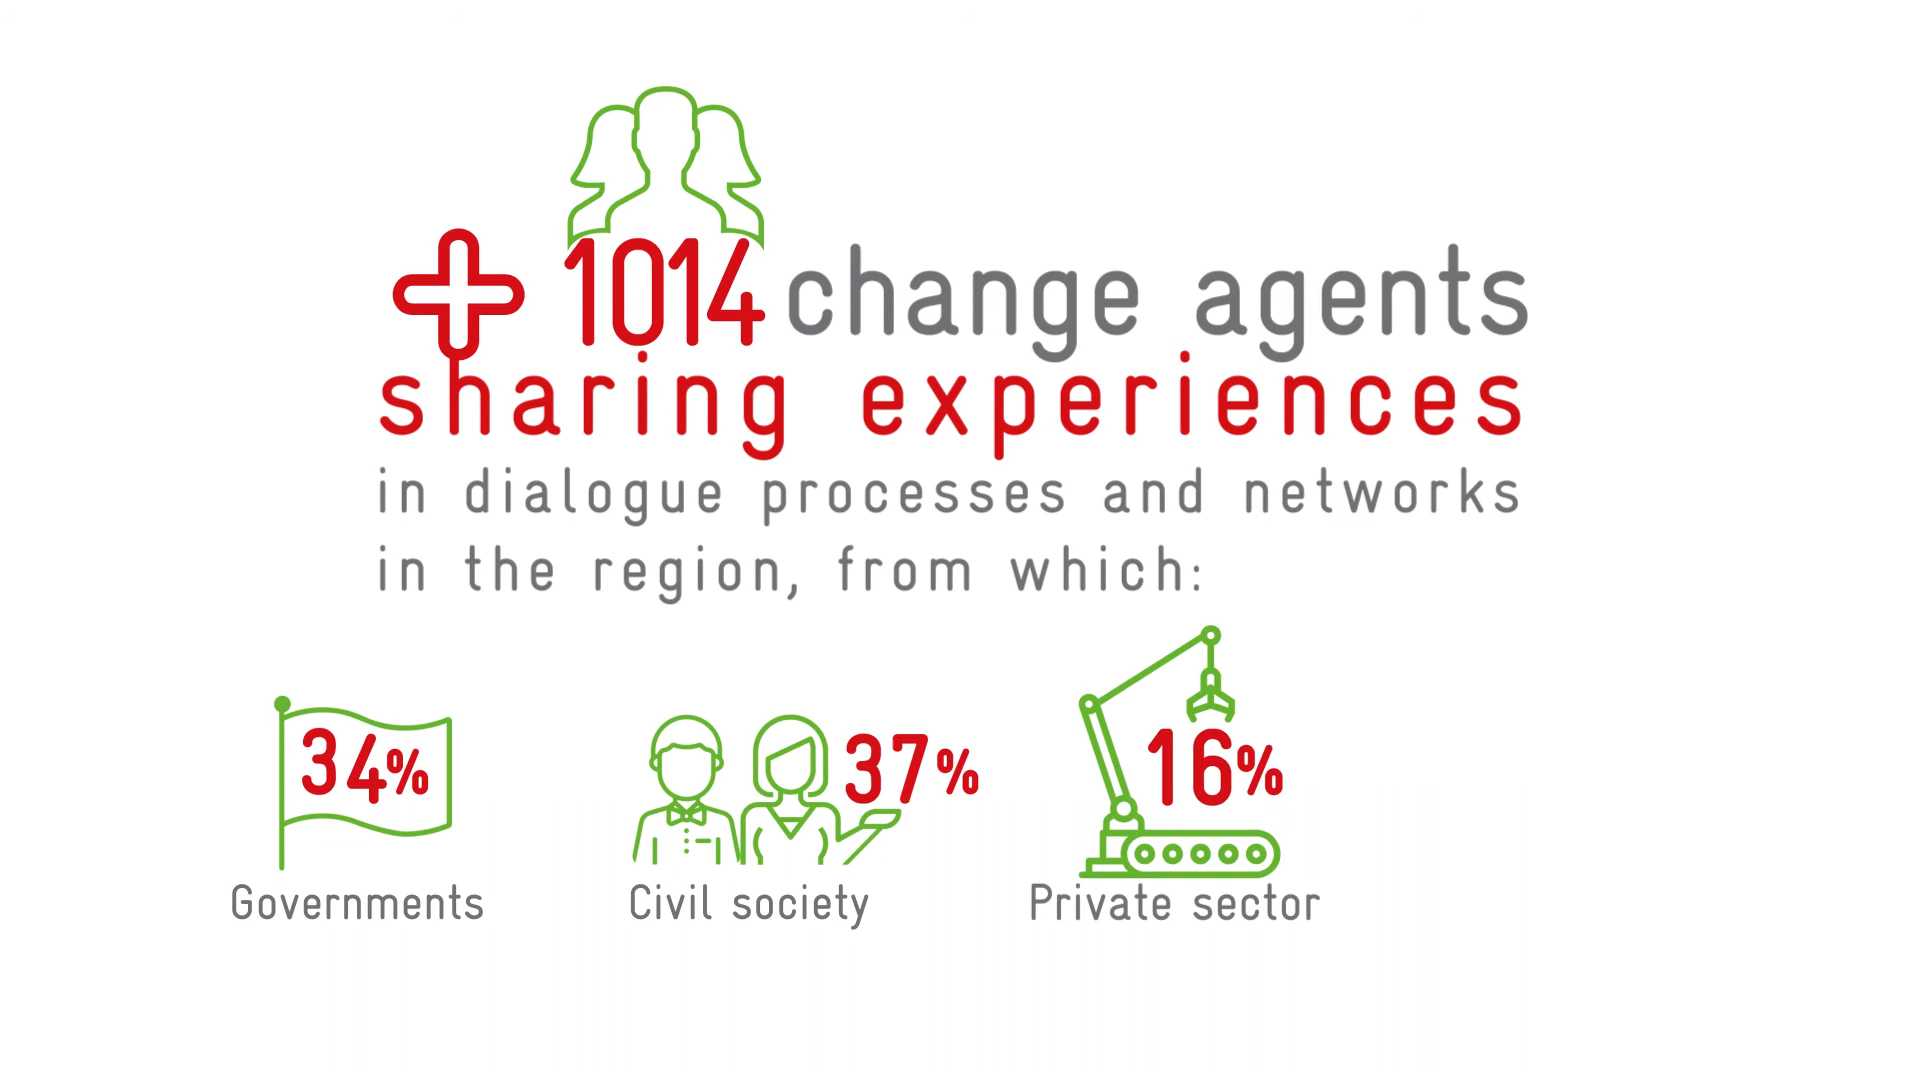 + 1014 change agents
sharing experiences
in dialogue processes and networks
in the region, from which:
34% 37% 16%
Governments Civil society Private sector